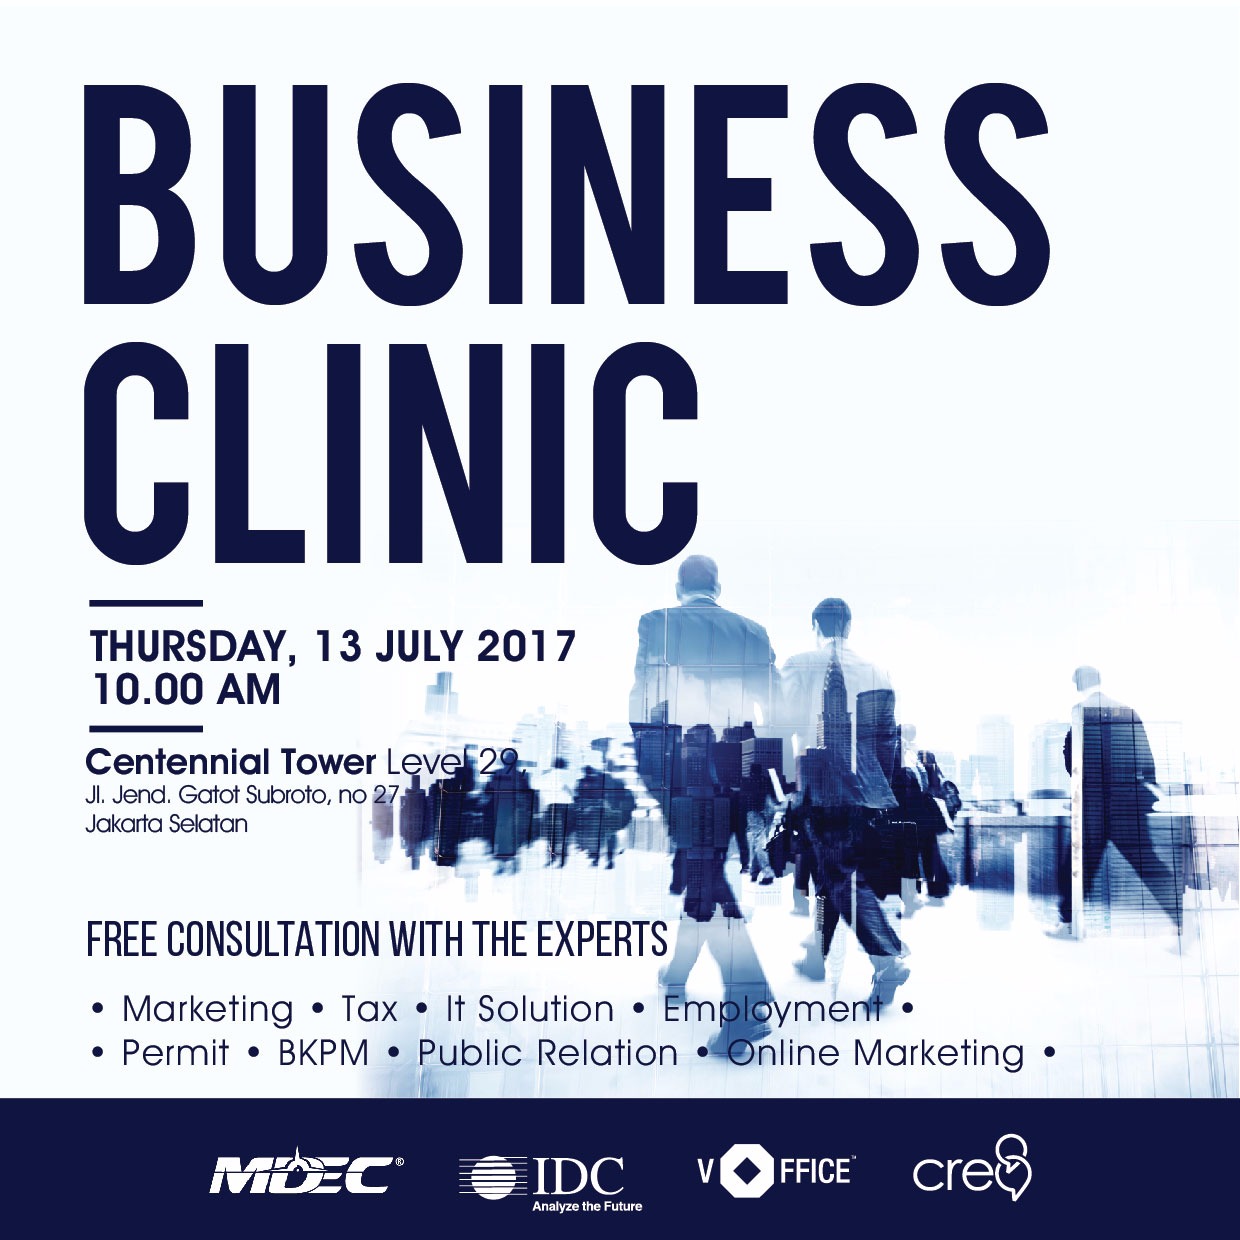 BUSINESS
CLINIC
THURSDAY, 13 JULY 2017
10.00 AM
Centennial Tower Level 29,
Jl. Jend. Gatot Subroto, no 27
Jakarta Selatan
FREE CONSULTATION WITH THE EXPERTS
• Marketing • Tax • It Solution • Employment •
• Permit • BKPM • Public Relation • Online Marketing •
MDEC® IDC VOFFICE™ cre8
Analyze the Future